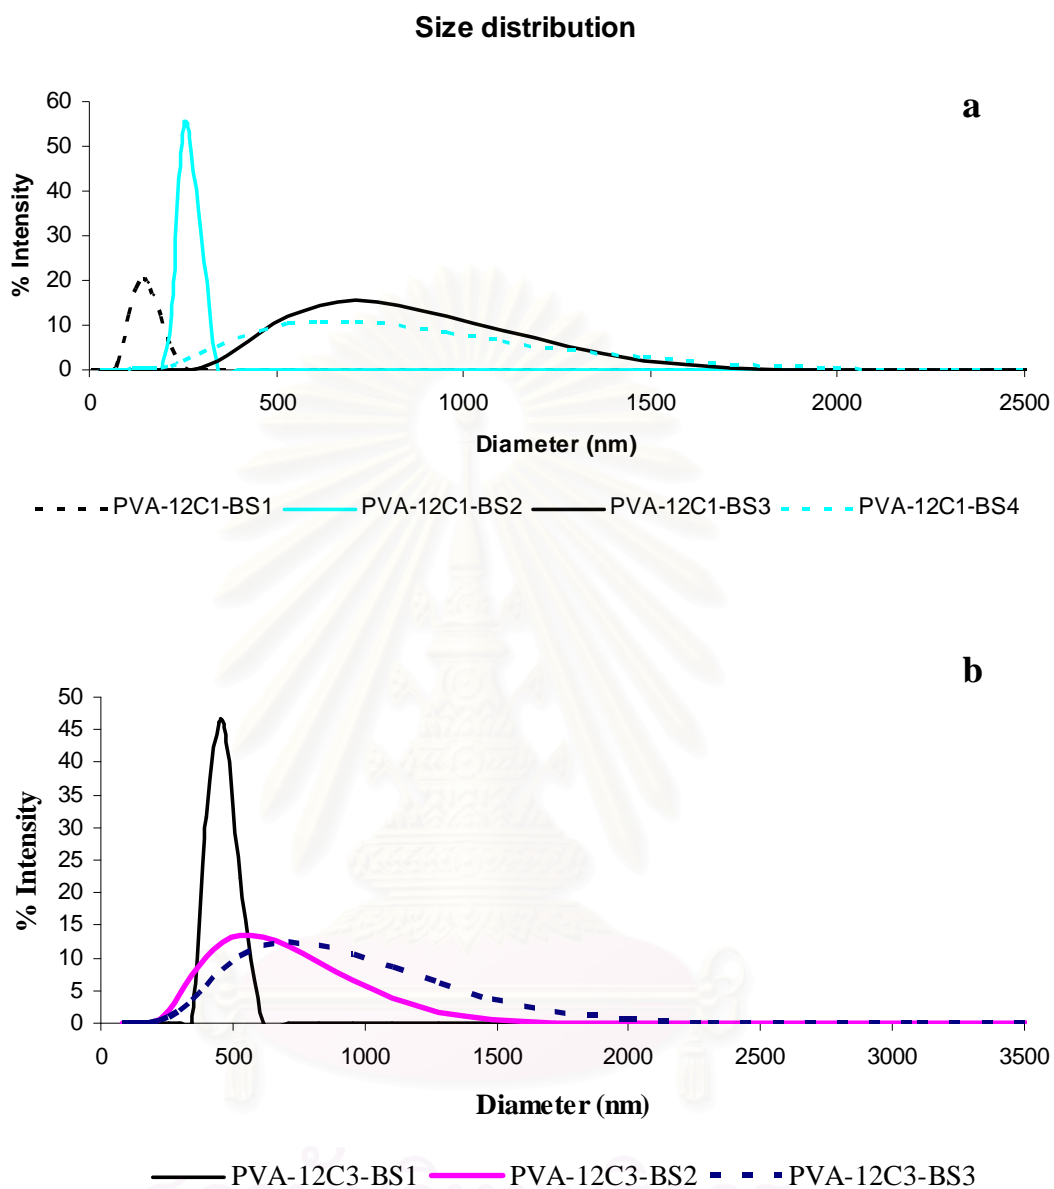 Size distribution
a
60
50
40
30
20
10
0
% Intensity
0 500 1000 1500 2000 2500
Diameter (nm)
PVA-12C1-BS1 PVA-12C1-BS2 PVA-12C1-BS3 PVA-12C1-BS4
b
50
45
40
35
30
25
20
15
10
5
0
% Intensity
0 500 1000 1500 2000 2500 3000 3500
Diameter (nm)
PVA-12C3-BS1 PVA-12C3-BS2 PVA-12C3-BS3